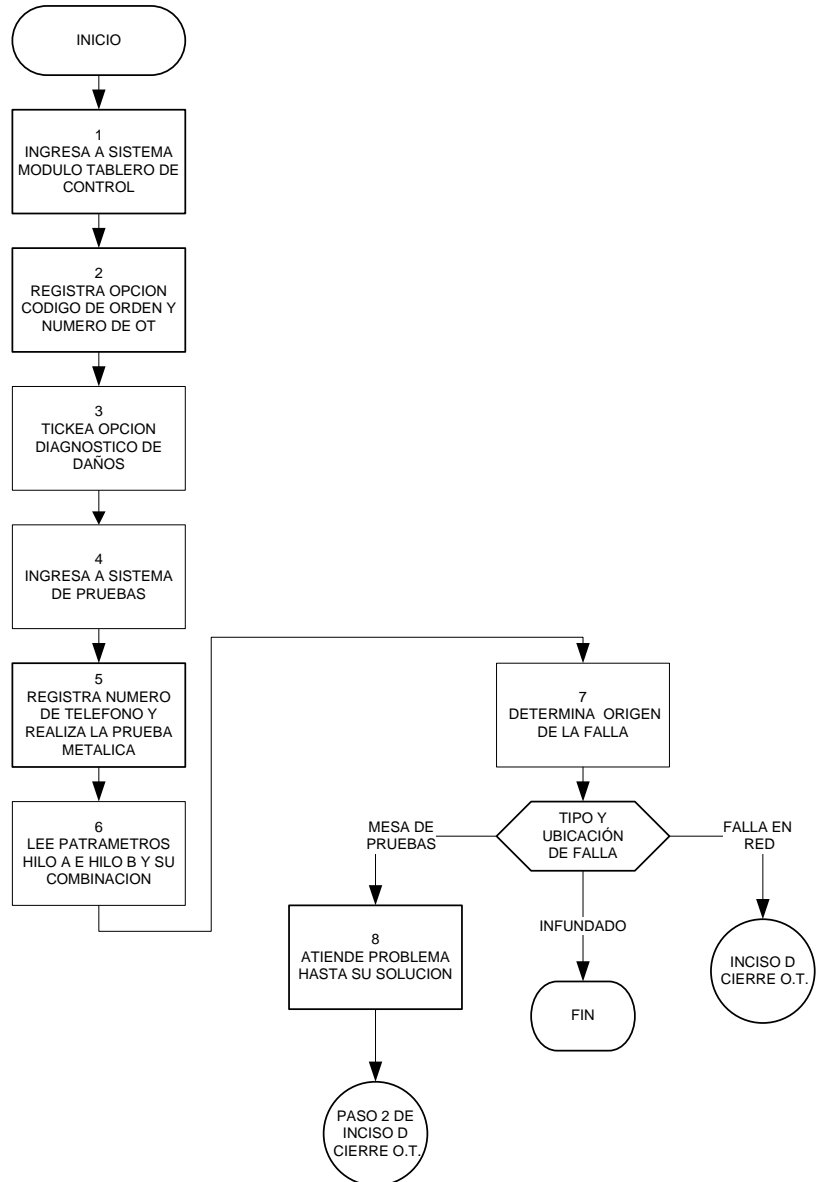 INICIO
1
INGRESA A SISTEMA
MODULO TABLERO DE
CONTROL
2
REGISTRA OPCION
CODIGO DE ORDEN Y
NUMERO DE OT
3
TICKEA OPCION
DIAGNOSTICO DE
DAÑOS
4
INGRESA A SISTEMA
DE PRUEBAS
5
REGISTRA NUMERO
DE TELEFONO Y
REALIZA LA PRUEBA
METALICA
6
LEE PATRAMETROS
HILO A E HILO B Y SU
COMBINACION
7
DETERMINA ORIGEN
DE LA FALLA
TIPO Y
UBICACIÓN
DE FALLA
MESA DE
PRUEBAS
8
ATIENDE PROBLEMA
HASTA SU SOLUCION
PASO 2 DE
INCISO D
CIERRE O.T.
INFUNDADO
FIN
FALLA EN
RED
INCISO D
CIERRE O.T.